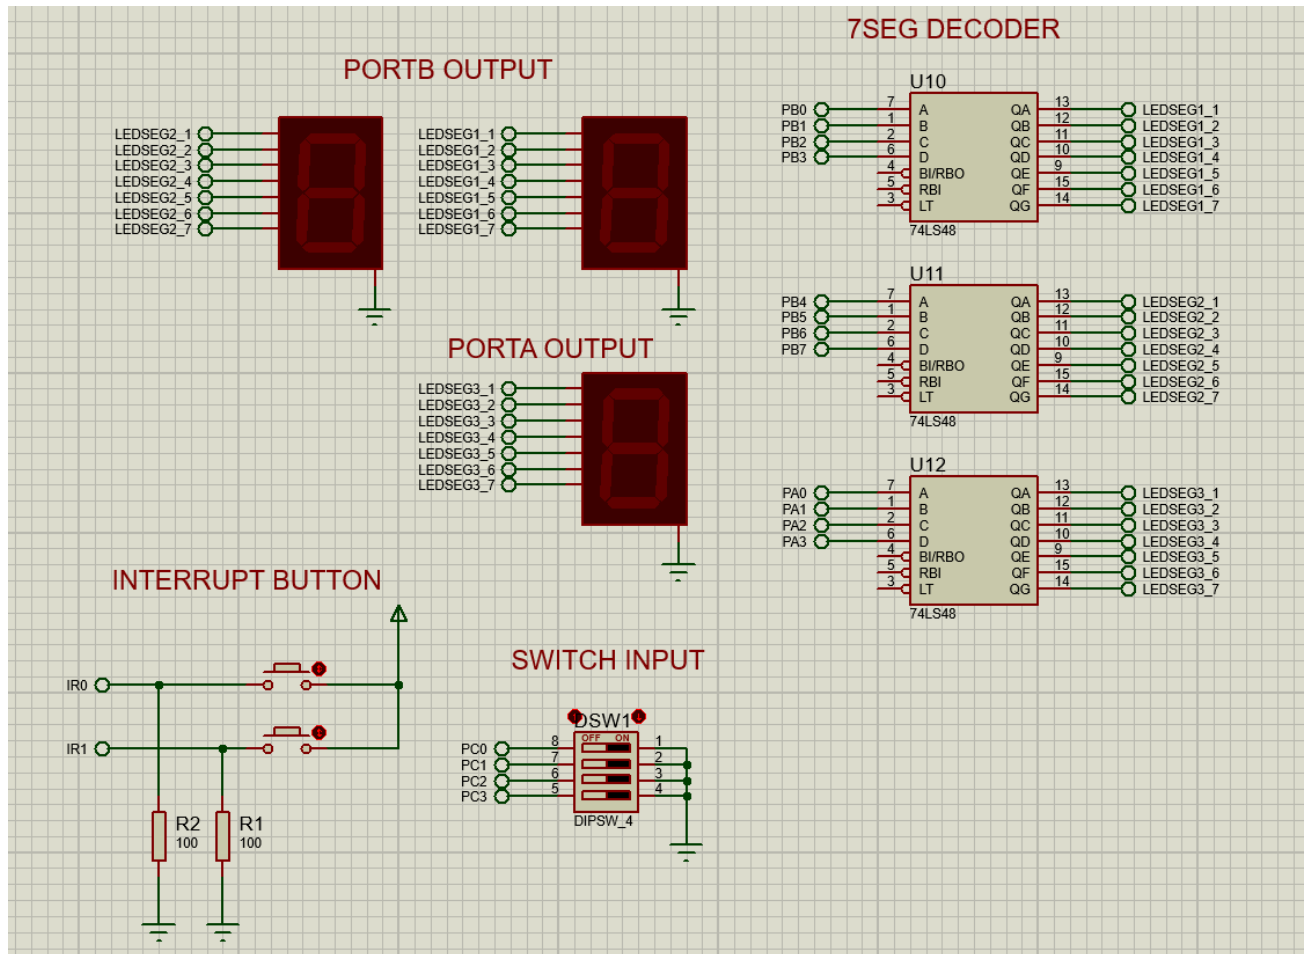 7SEG DECODER
PORTB OUTPUT
LEDSEG2_1
LEDSEG2_2
LEDSEG2_3
LEDSEG2_4
LEDSEG2_5
LEDSEG2_6
LEDSEG2_7
LEDSEG1_1
LEDSEG1_2
LEDSEG1_3
LEDSEG1_4
LEDSEG1_5
LEDSEG1_6
LEDSEG1_7
U10
PB0 7 A QA 13 LEDSEG1_1
PB1 1 B QB 12 LEDSEG1_2
PB2 2 C QC 11 LEDSEG1_3
PB3 6 D QD 10 LEDSEG1_4
4 BI/RBO QE 9 LEDSEG1_5
5 RBI QF 15 LEDSEG1_6
3 LT QG 14 LEDSEG1_7
74LS48
U11
PB4 7 A QA 13 LEDSEG2_1
PB5 1 B QB 12 LEDSEG2_2
PB6 2 C QC 11 LEDSEG2_3
PB7 6 D QD 10 LEDSEG2_4
4 BI/RBO QE 9 LEDSEG2_5
5 RBI QF 15 LEDSEG2_6
3 LT QG 14 LEDSEG2_7
74LS48
PORTA OUTPUT
LEDSEG3_1
LEDSEG3_2
LEDSEG3_3
LEDSEG3_4
LEDSEG3_5
LEDSEG3_6
LEDSEG3_7
U12
PA0 7 A QA 13 LEDSEG3_1
PA1 1 B QB 12 LEDSEG3_2
PA2 2 C QC 11 LEDSEG3_3
PA3 6 D QD 10 LEDSEG3_4
4 BI/RBO QE 9 LEDSEG3_5
5 RBI QF 15 LEDSEG3_6
3 LT QG 14 LEDSEG3_7
74LS48
INTERRUPT BUTTON
IR0
IR1
R2
100
R1
100
SWITCH INPUT
DSW1
OFF ON
PC0 8 1
PC1 7 2
PC2 6 3
PC3 5 4
DIPSW_4